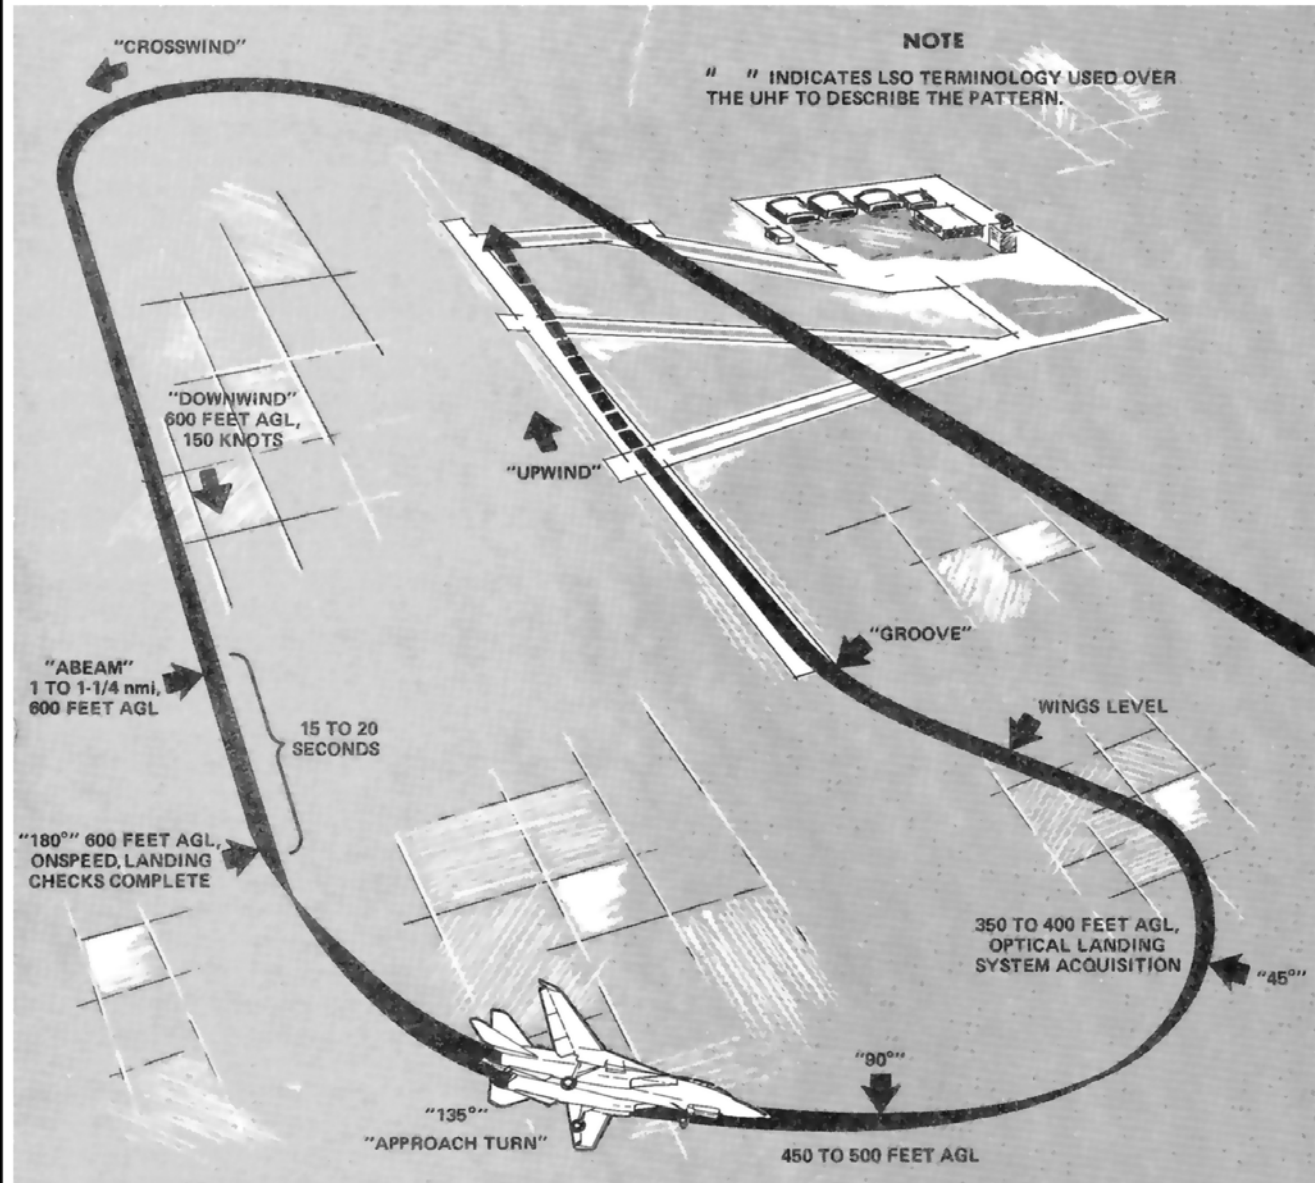 "CROSSWIND"
NOTE
" " INDICATES LSO TERMINOLOGY USED OVER
THE UHF TO DESCRIBE THE PATTERN.
"DOWNWIND"
600 FEET AGL,
150 KNOTS
"UPWIND"
"GROOVE"
"ABEAM"
1 TO 1-1/4 nmi,
600 FEET AGL
15 TO 20
SECONDS
WINGS LEVEL
"180°" 600 FEET AGL,
ONSPEED, LANDING
CHECKS COMPLETE
350 TO 400 FEET AGL,
OPTICAL LANDING
SYSTEM ACQUISITION
"45°"
"90°"
"135°"
"APPROACH TURN"
450 TO 500 FEET AGL